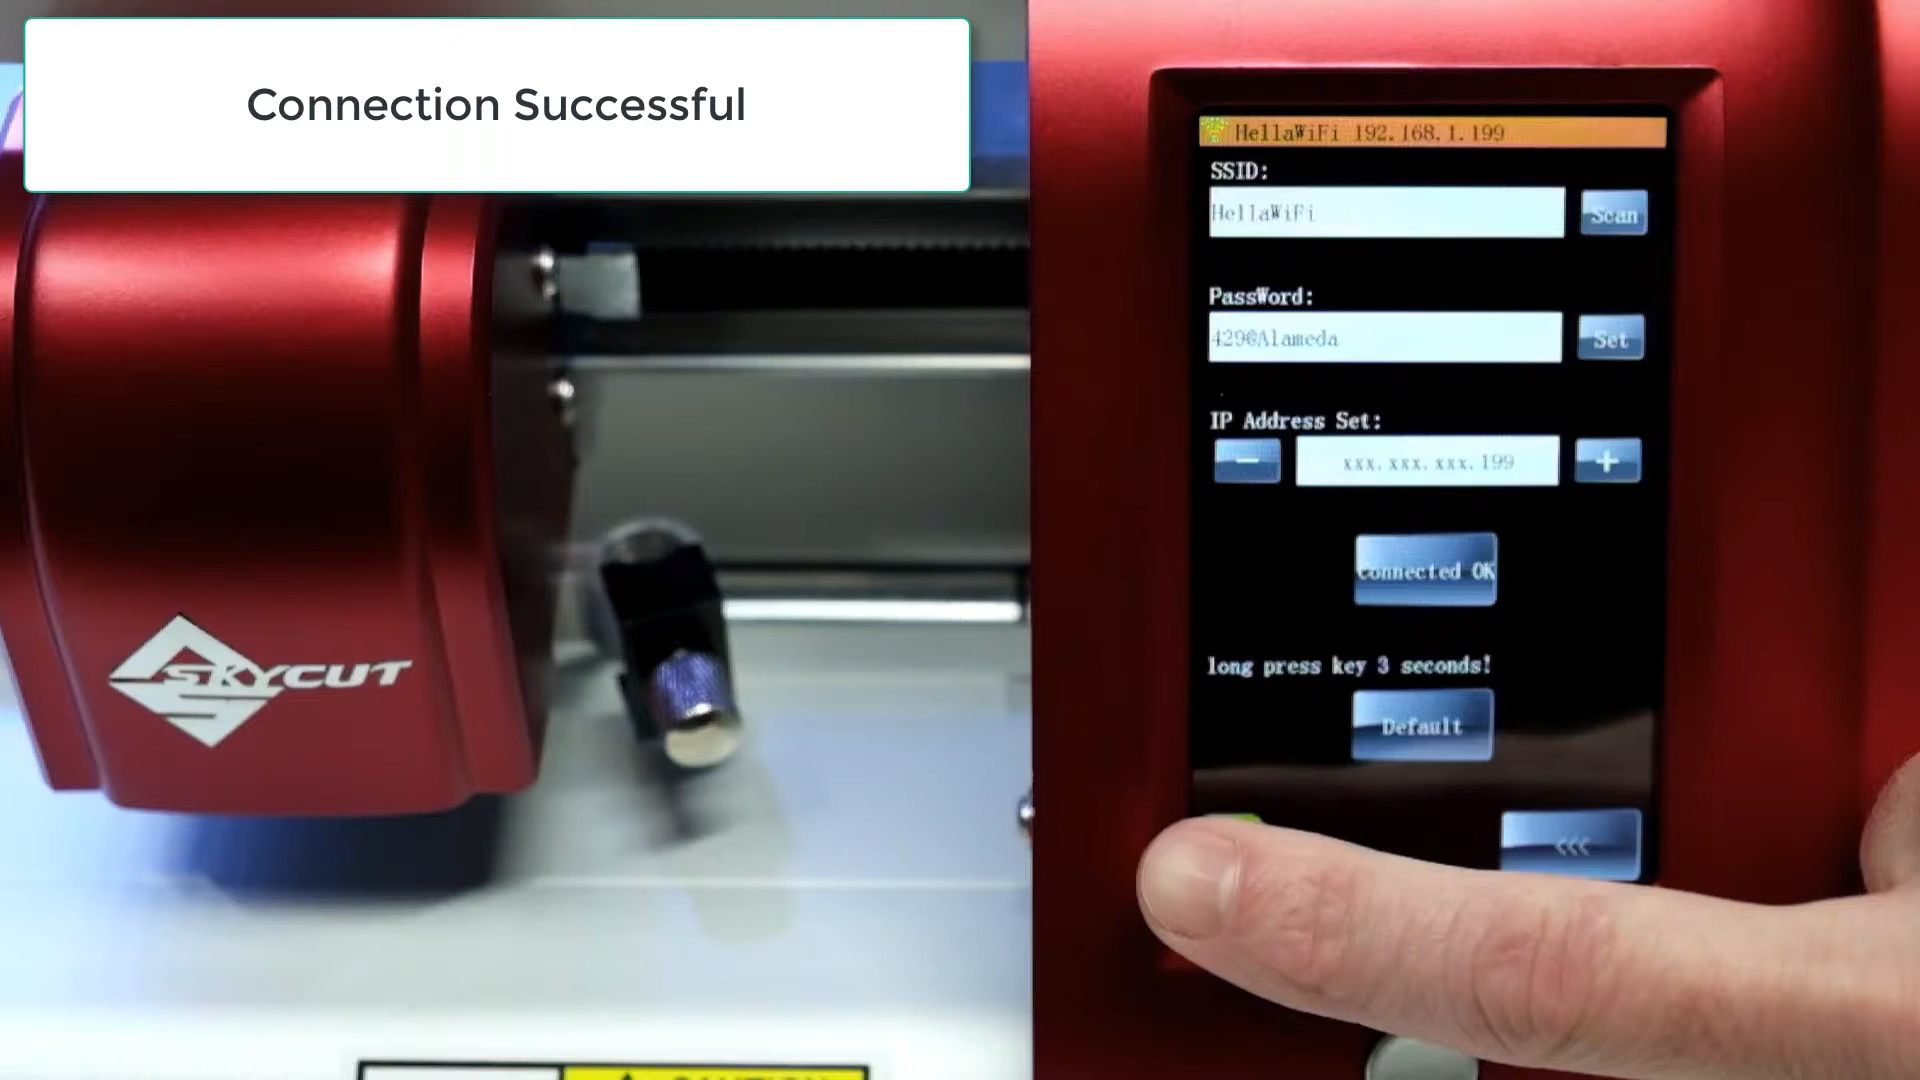 Connection Successful
HellaWiFi 192.168.1.199
SSID:
HellaWiFi
Scan
PassWord:
429@Alameda
Set
IP Address Set:
−
xxx.xxx.xxx.199
+
Connected OK
long press key 3 seconds!
Default
<<<
SKYCUT
CAUTION